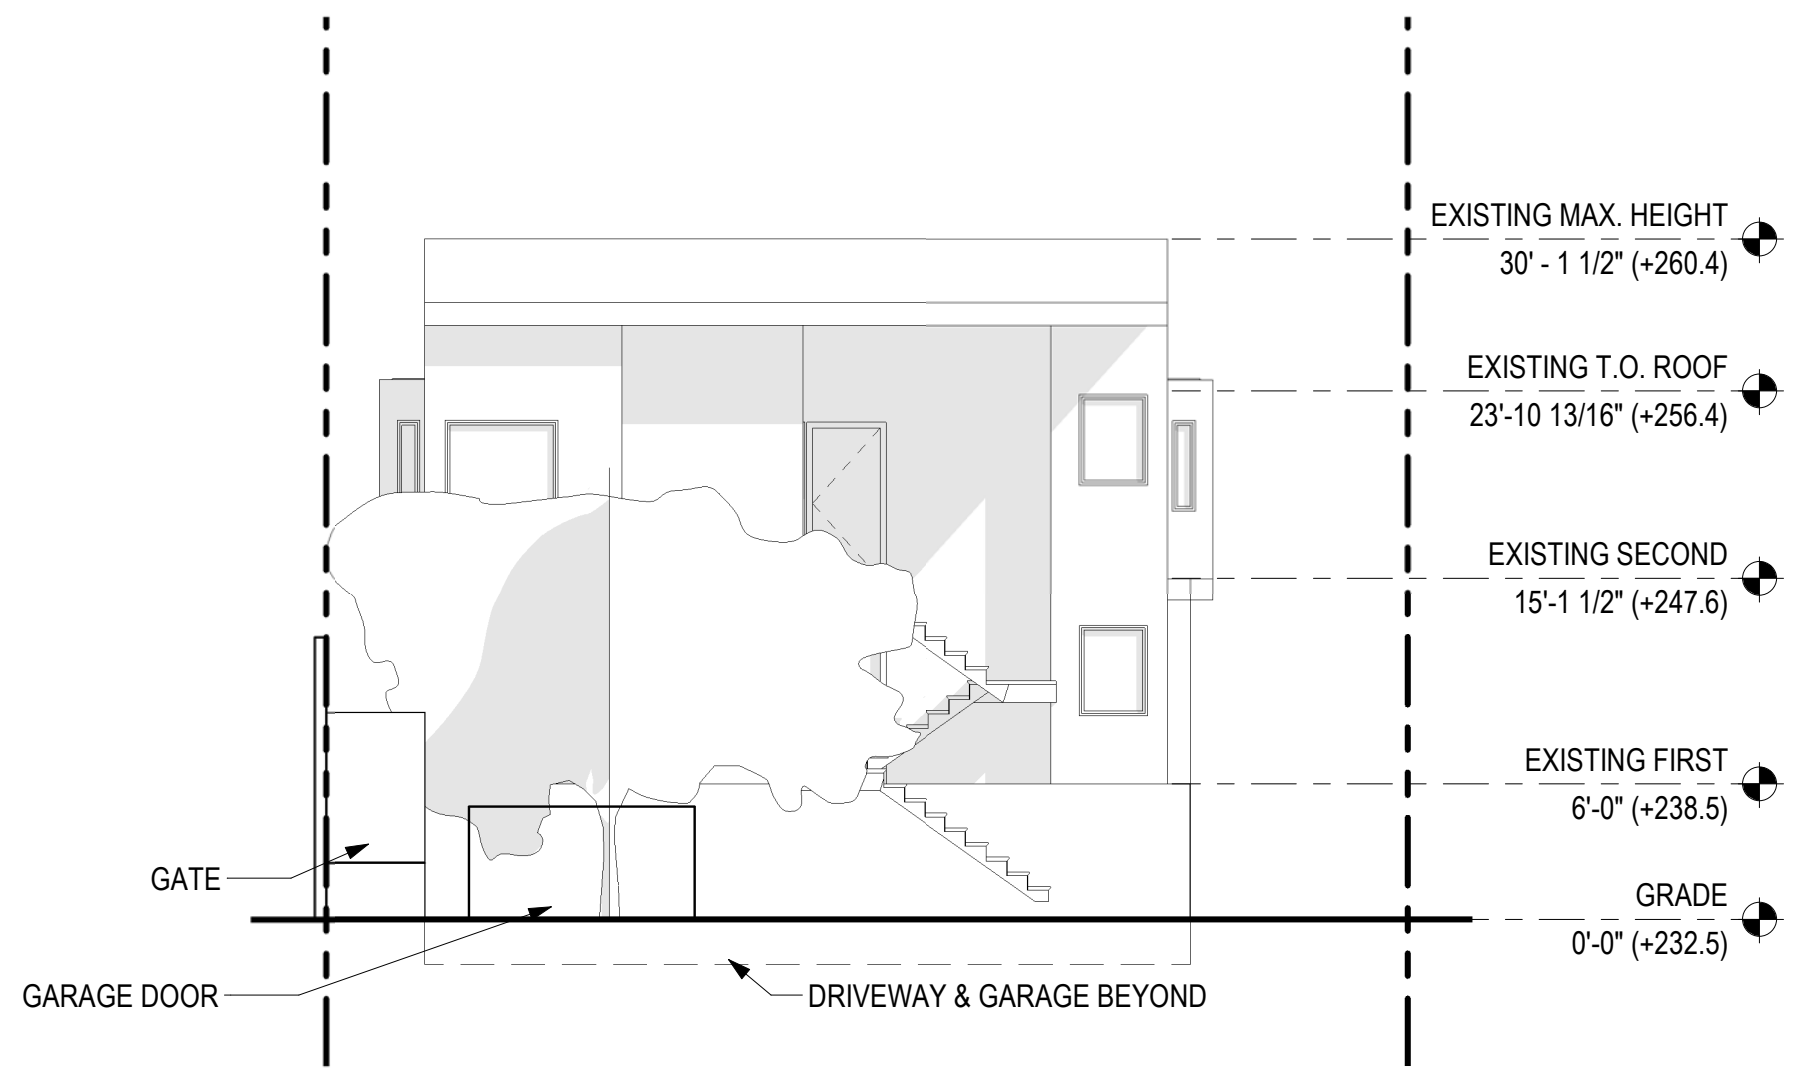 EXISTING MAX. HEIGHT
30' - 1 1/2" (+260.4)
EXISTING T.O. ROOF
23'-10 13/16" (+256.4)
EXISTING SECOND
15'-1 1/2" (+247.6)
EXISTING FIRST
6'-0" (+238.5)
GATE
GRADE
0'-0" (+232.5)
GARAGE DOOR
DRIVEWAY & GARAGE BEYOND